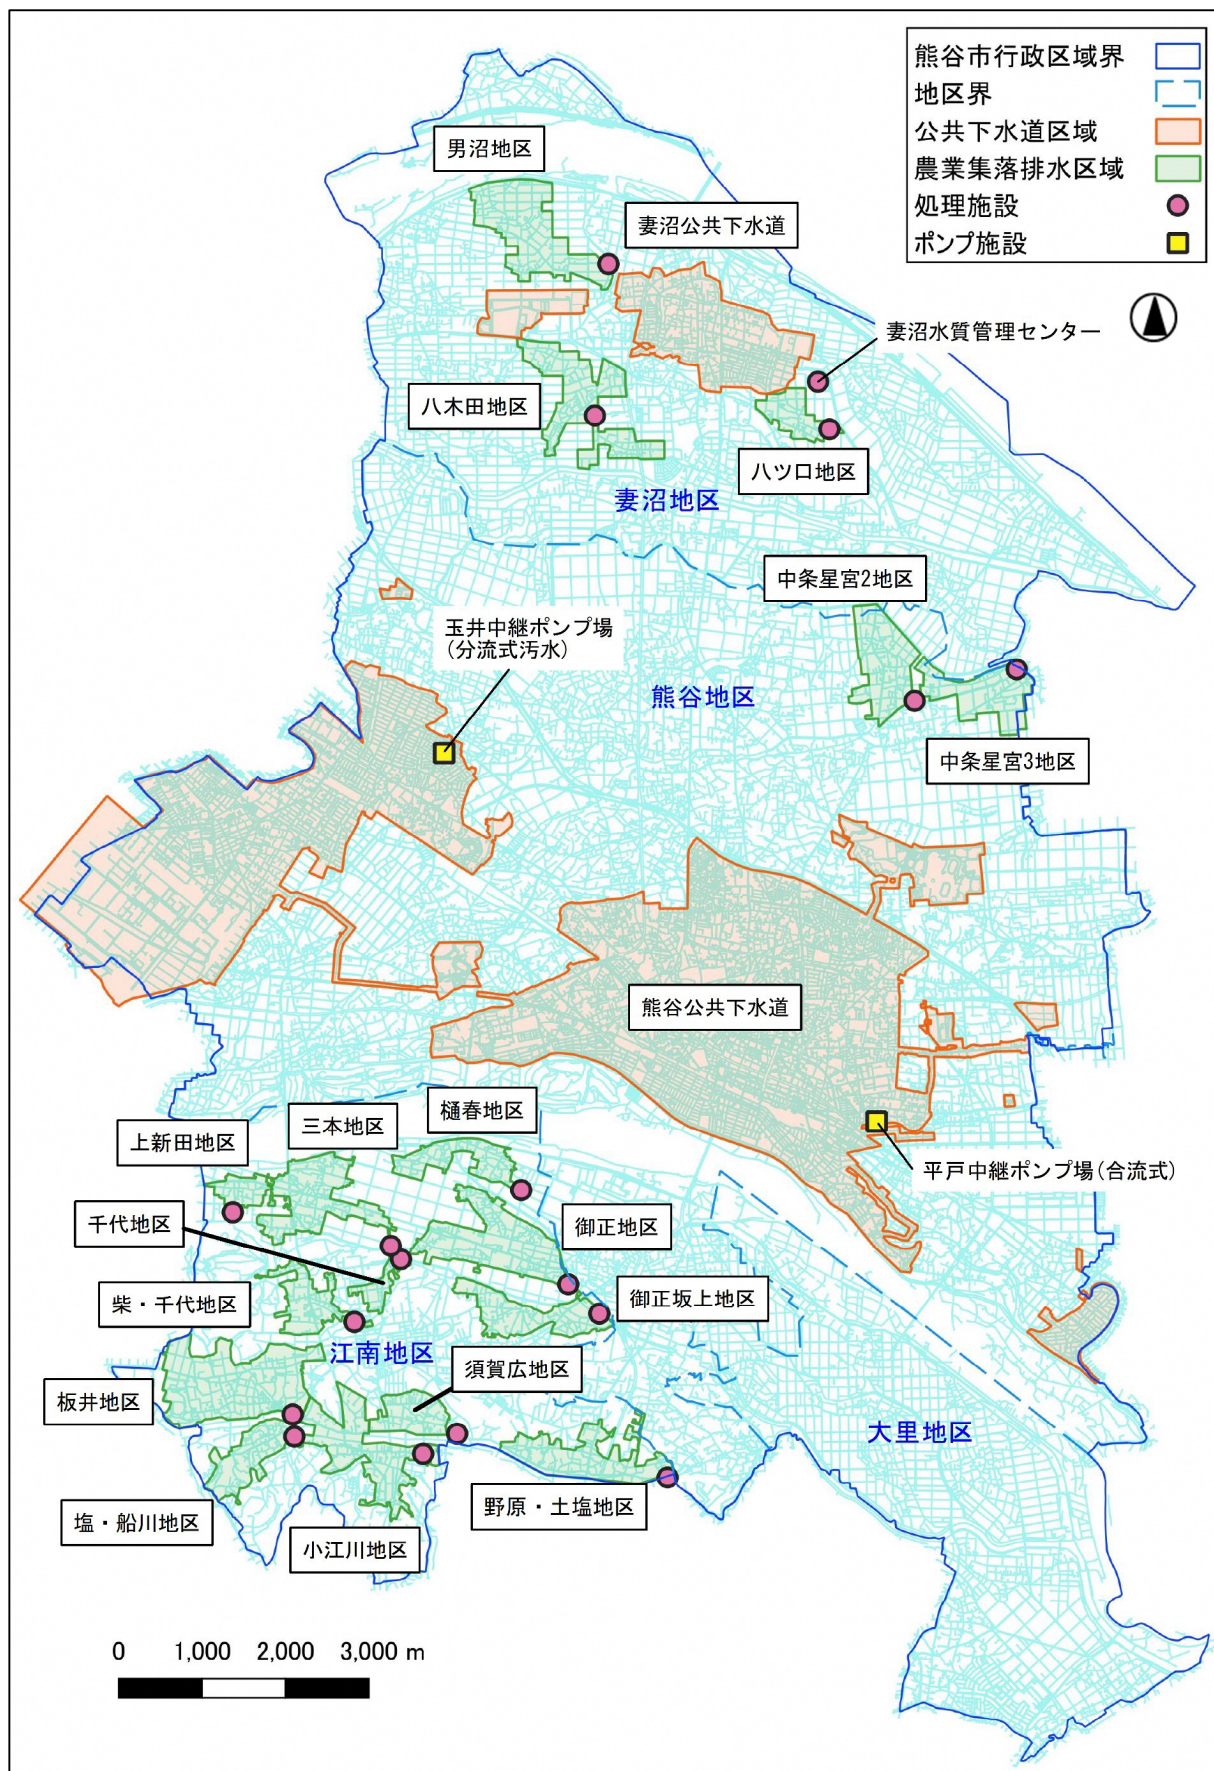 熊谷市行政区域界
地区界
公共下水道区域
農業集落排水区域
処理施設
ポンプ施設
男沼地区
妻沼公共下水道
妻沼水質管理センター
八木田地区
八ツ口地区
妻沼地区
中条星宮2地区
玉井中継ポンプ場
(分流式汚水)
熊谷地区
中条星宮3地区
熊谷公共下水道
樋春地区
三本地区
上新田地区
平戸中継ポンプ場(合流式)
千代地区
御正地区
柴・千代地区
御正坂上地区
江南地区
須賀広地区
板井地区
大里地区
野原・土塩地区
塩・船川地区
小江川地区
0 1,000 2,000 3,000 m